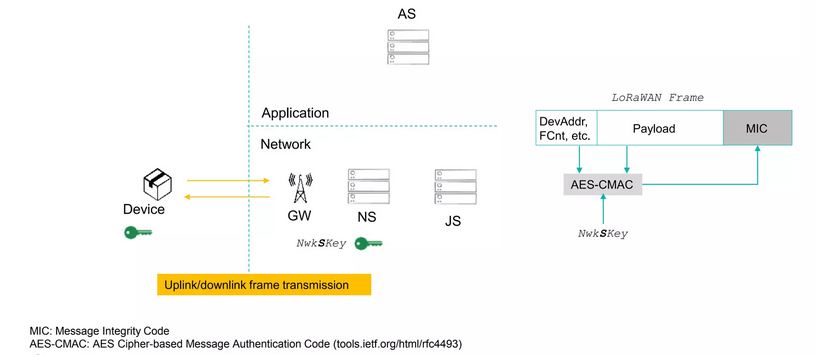 AS
Application
Network
Device
GW
NS
JS
NwkSKey
Uplink/downlink frame transmission
LoRaWAN Frame
DevAddr,
FCnt, etc.
Payload
MIC
AES-CMAC
NwkSKey
MIC: Message Integrity Code
AES-CMAC: AES Cipher-based Message Authentication Code (tools.ietf.org/html/rfc4493)